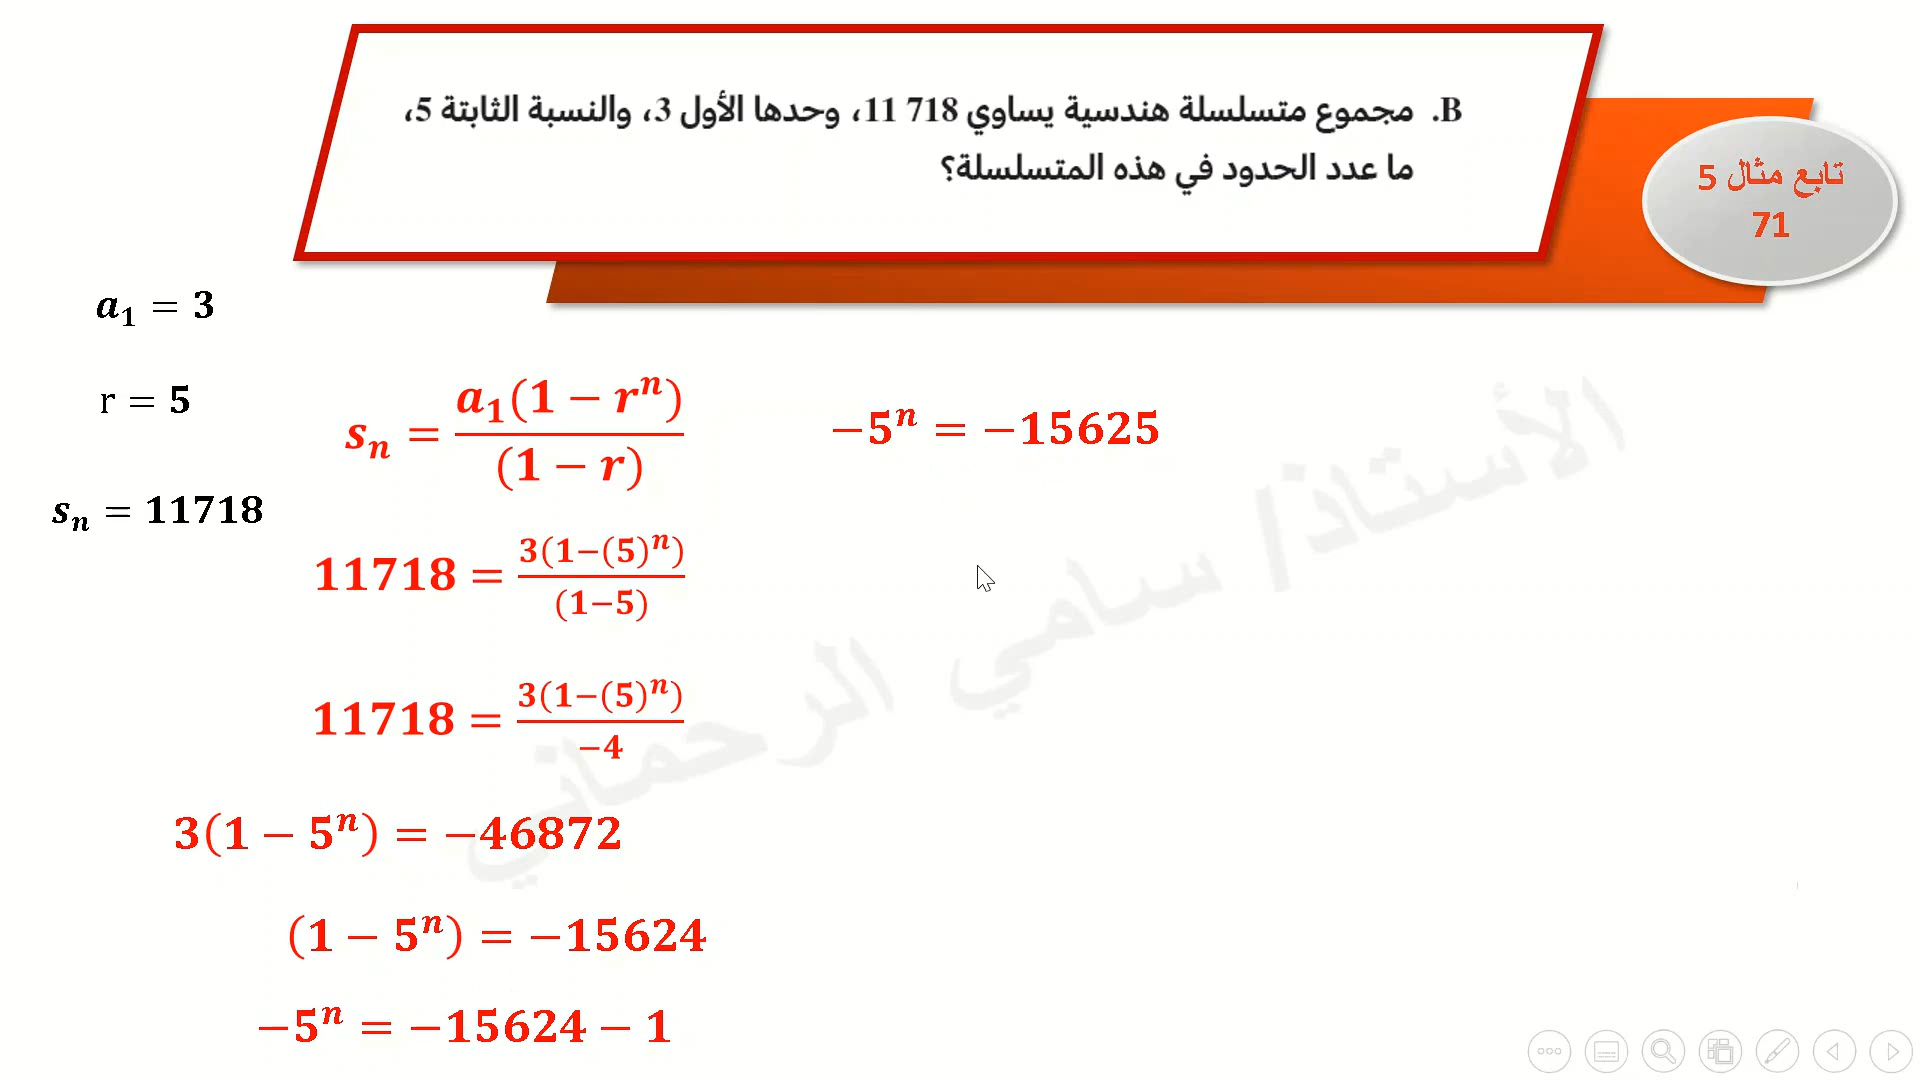 B. مجموع متسلسلة هندسية يساوي 718 11، وحدها الأول 3، والنسبة الثابتة 5،
ما عدد الحدود في هذه المتسلسلة؟
تابع مثال 5
71
a₁ = 3
r = 5
sₙ = 11718
sₙ = a₁(1 − rⁿ) / (1 − r)
11718 = 3(1−(5)ⁿ) / (1−5)
11718 = 3(1−(5)ⁿ) / −4
3(1 − 5ⁿ) = −46872
(1 − 5ⁿ) = −15624
−5ⁿ = −15624 − 1
−5ⁿ = −15625
الأستاذ/ سامي الرحماني